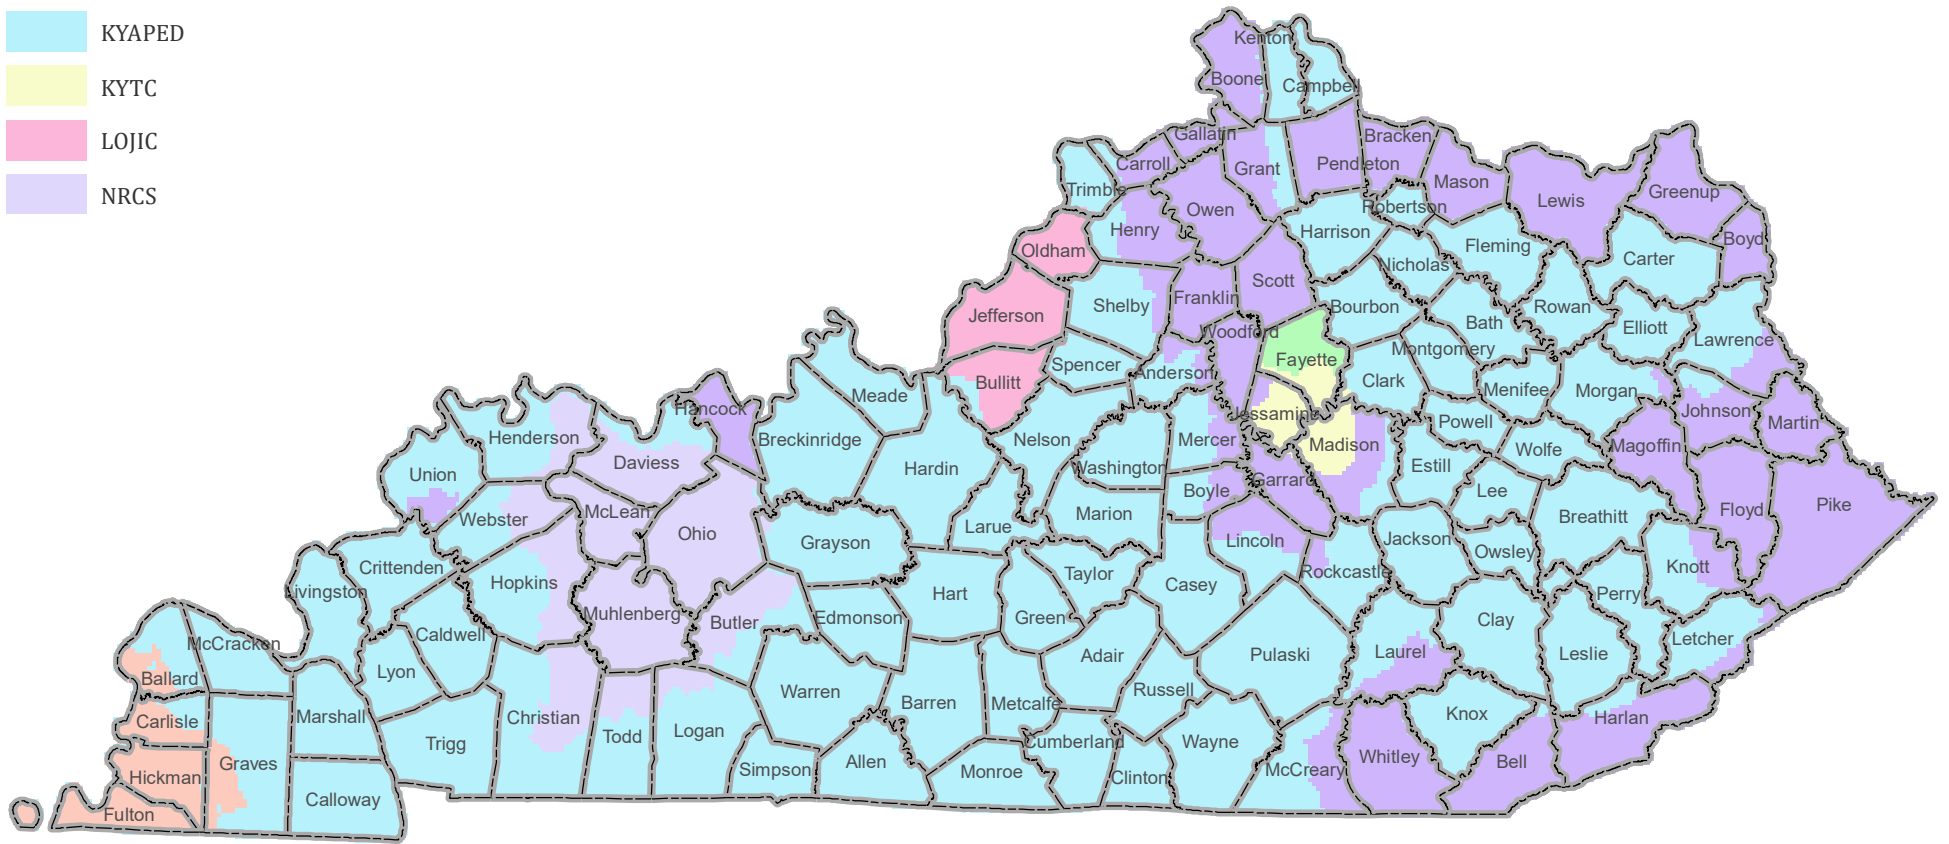 KYAPED
KYTC
LOJIC
NRCS
Kenton
Boone
Campbell
Gallatin
Bracken
Carroll
Grant
Pendleton
Mason
Trimble
Lewis
Greenup
Owen
Robertson
Henry
Harrison
Fleming
Boyd
Oldham
Nicholas
Carter
Scott
Franklin
Shelby
Bourbon
Rowan
Jefferson
Bath
Elliott
Woodford
Lawrence
Montgomery
Fayette
Spencer
Anderson
Bullitt
Clark
Menifee
Morgan
Meade
Hancock
Jessamine
Johnson
Martin
Powell
Henderson
Breckinridge
Nelson
Mercer
Madison
Magoffin
Wolfe
Daviess
Union
Hardin
Washington
Estill
Garrard
Boyle
Lee
Pike
McLean
Webster
Larue
Marion
Floyd
Breathitt
Ohio
Grayson
Lincoln
Jackson
Owsley
Crittenden
Hopkins
Taylor
Casey
Rockcastle
Knott
Livingston
Hart
Perry
Muhlenberg
Butler
Edmonson
Green
Clay
Caldwell
McCracken
Letcher
Laurel
Leslie
Adair
Pulaski
Lyon
Ballard
Warren
Russell
Barren
Metcalfe
Marshall
Christian
Carlisle
Knox
Harlan
Logan
Todd
Trigg
Cumberland
Wayne
Graves
Whitley
Bell
Allen
Simpson
Monroe
McCreary
Hickman
Clinton
Calloway
Fulton